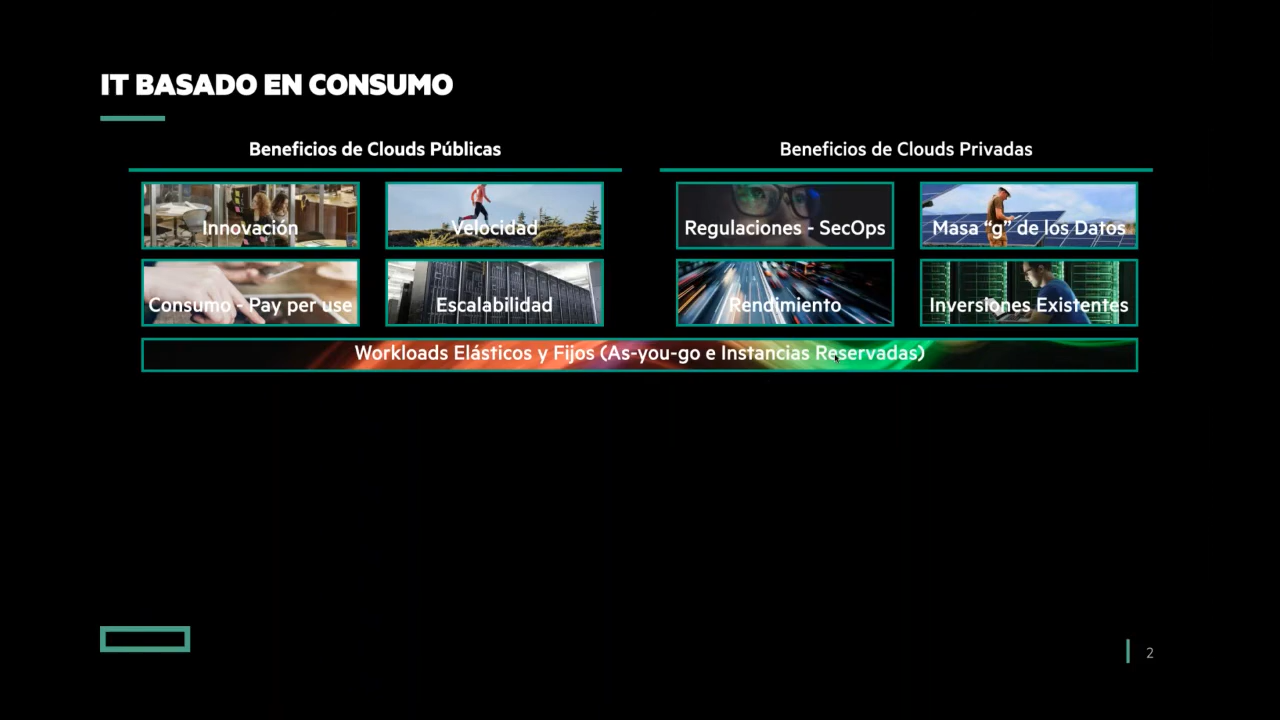 IT BASADO EN CONSUMO
Beneficios de Clouds Públicas
Beneficios de Clouds Privadas
Innovación
Velocidad
Regulaciones - SecOps
Masa “g” de los Datos
Consumo - Pay per use
Escalabilidad
Rendimiento
Inversiones Existentes
Workloads Elásticos y Fijos (As-you-go e Instancias Reservadas)
2